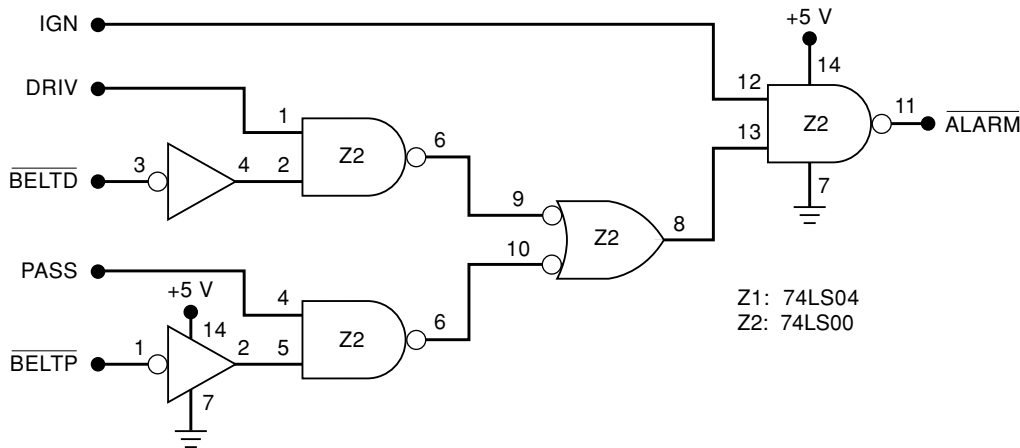 IGN
+5 V
14
DRIV
12
11
Z2
ALARM
1
13
6
Z2
3
4
2
7
BELTD
9
8
Z2
10
PASS
+5 V
4
Z1: 74LS04
6
Z2: 74LS00
14
Z2
1
2
5
BELTP
7